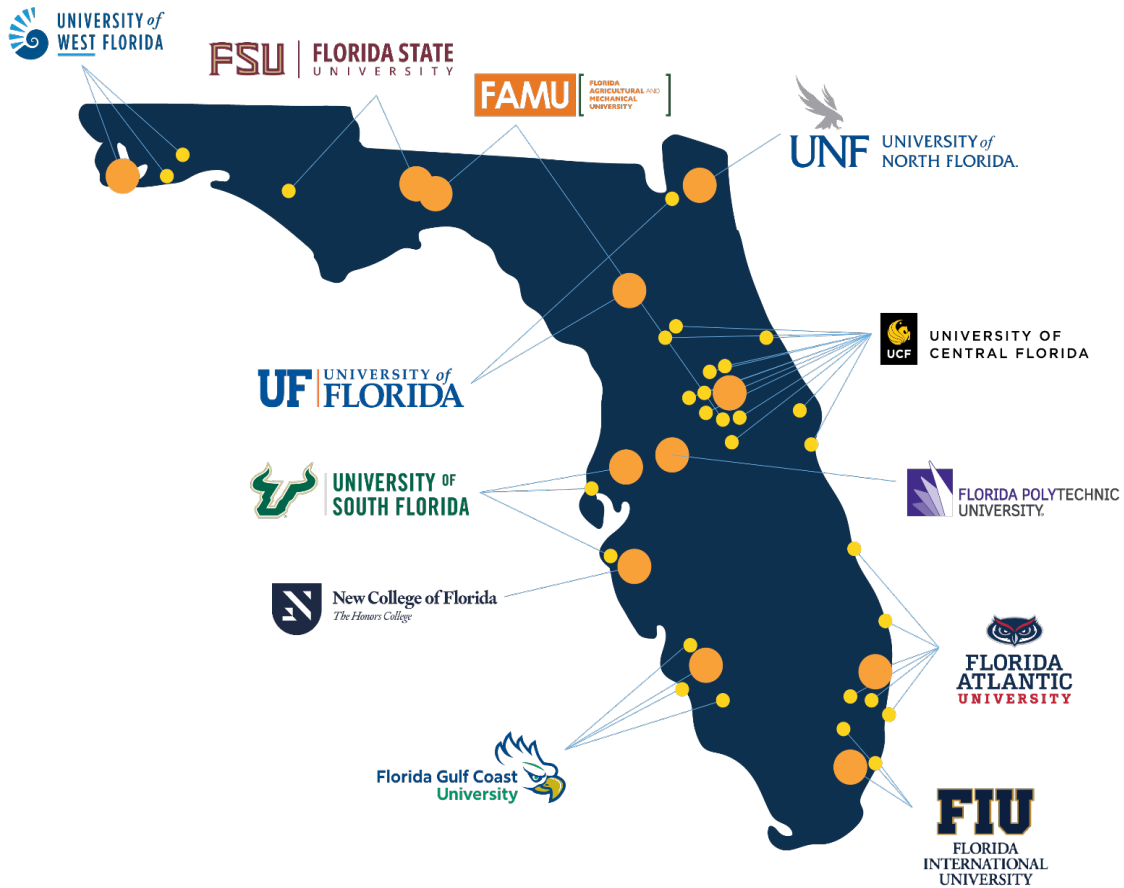 UNIVERSITY of
WEST FLORIDA
FSU
FLORIDA STATE
UNIVERSITY
FAMU
FLORIDA
AGRICULTURAL AND
MECHANICAL
UNIVERSITY
UNF
UNIVERSITY of
NORTH FLORIDA.
UCF
UNIVERSITY OF
CENTRAL FLORIDA
UF
UNIVERSITY of
FLORIDA
UNIVERSITY OF
SOUTH FLORIDA
FLORIDA POLYTECHNIC
UNIVERSITY
New College of Florida
The Honors College
FLORIDA
ATLANTIC
UNIVERSITY
Florida Gulf Coast
University
FIU
FLORIDA
INTERNATIONAL
UNIVERSITY